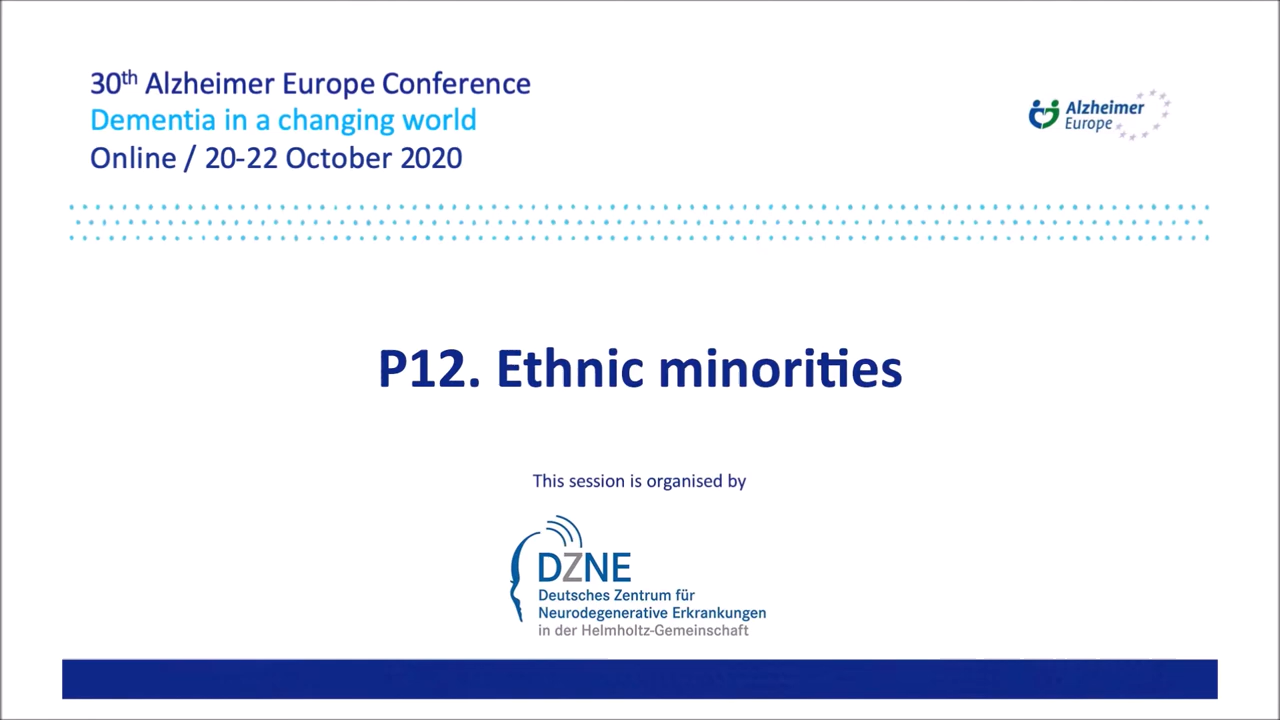 30th Alzheimer Europe Conference
Dementia in a changing world
Online / 20-22 October 2020
Alzheimer
Europe
P12. Ethnic minorities
This session is organised by
DZNE
Deutsches Zentrum für
Neurodegenerative Erkrankungen
in der Helmholtz-Gemeinschaft